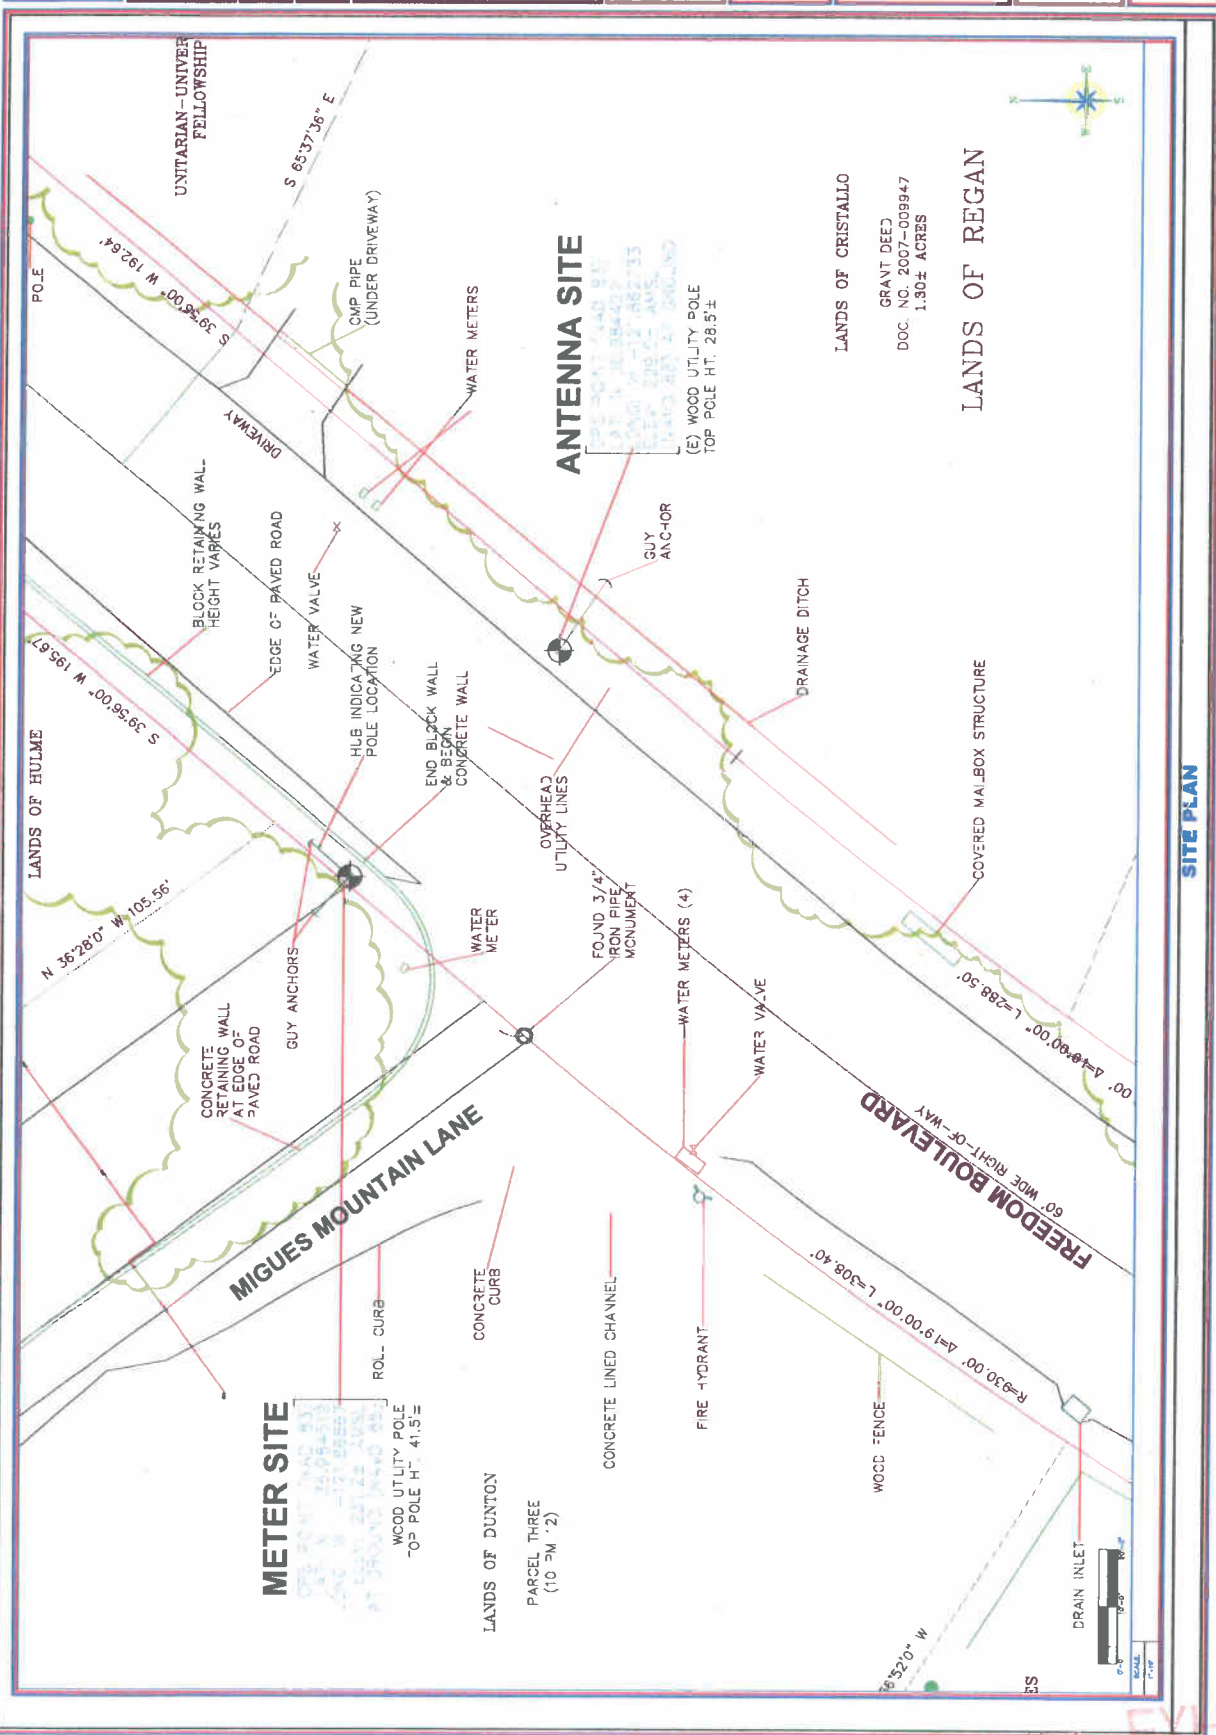 UNITARIAN-UNIVER
FELLOWSHIP
POLE
S 65°37'36" E
S 39°56'00" W 192.64'
CMP PIPE
(UNDER DRIVEWAY)
WATER METERS
DRIVEWAY
BLOCK RETAINING WALL
HEIGHT VARIES
EDGE OF PAVED ROAD
WATER VALVE
HUB INDICATING NEW
POLE LOCATION
END BLOCK WALL
& BEGIN
CONCRETE WALL
LANDS OF HULME
S 39°56'00" W 195.67'
N 36°28'0" W 105.56'
ANTENNA SITE
(E) WOOD UTILITY POLE
TOP POLE HT. 28.5'±
GUY
ANCHOR
LANDS OF CRISTALLO
GRANT DEED
DOC. NO. 2007-009947
1.30± ACRES
LANDS OF REGAN
N
E
S
W
DRAINAGE DITCH
COVERED MAILBOX STRUCTURE
OVERHEAD
UTILITY LINES
FOUND 3/4"
IRON PIPE
MONUMENT
WATER METERS (4)
WATER VALVE
WATER
METER
GUY ANCHORS
CONCRETE
RETAINING WALL
AT EDGE OF
PAVED ROAD
MIGUES MOUNTAIN LANE
ROLL CURB
CONCRETE
CURB
CONCRETE LINED CHANNEL
FIRE HYDRANT
WOOD FENCE
FREEDOM BOULEVARD
60' WIDE RIGHT-OF-WAY
L=288.50'
R=930.00' Δ=19°00'00" L=308.40'
METER SITE
WOOD UTILITY POLE
TOP POLE HT. 41.5'±
LANDS OF DUNTON
PARCEL THREE
(10 PM 12)
DRAIN INLET
6°52'0" W
ES
SCALE
SITE PLAN